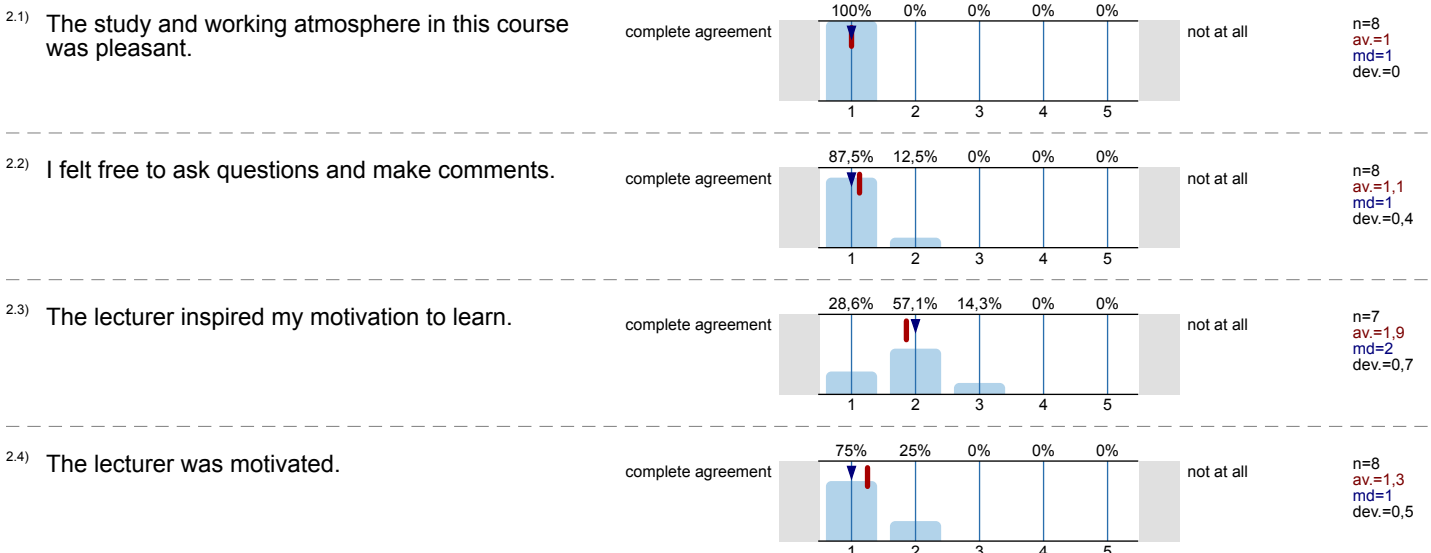 2.1) The study and working atmosphere in this course
was pleasant.
100% 0% 0% 0% 0%
complete agreement
not at all
1 2 3 4 5
n=8
av.=1
md=1
dev.=0
2.2) I felt free to ask questions and make comments.
87,5% 12,5% 0% 0% 0%
complete agreement
not at all
1 2 3 4 5
n=8
av.=1,1
md=1
dev.=0,4
2.3) The lecturer inspired my motivation to learn.
28,6% 57,1% 14,3% 0% 0%
complete agreement
not at all
1 2 3 4 5
n=7
av.=1,9
md=2
dev.=0,7
2.4) The lecturer was motivated.
75% 25% 0% 0% 0%
complete agreement
not at all
1 2 3 4 5
n=8
av.=1,3
md=1
dev.=0,5